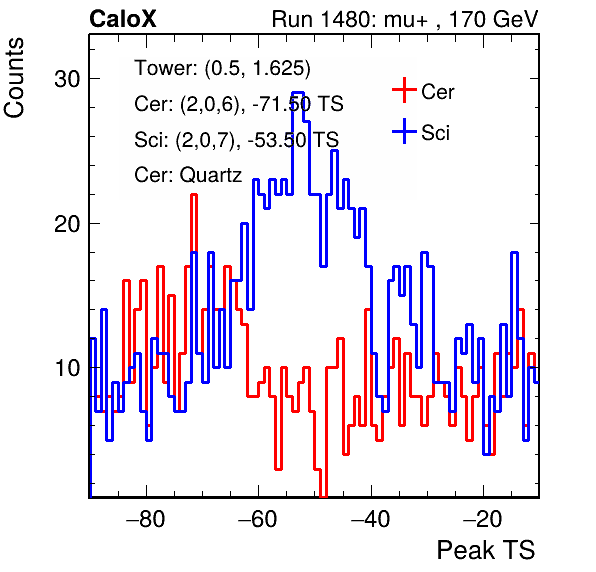 CaloX Run 1480: mu+ , 170 GeV
Counts
Tower: (0.5, 1.625)
Cer: (2,0,6), -71.50 TS
Sci: (2,0,7), -53.50 TS
Cer: Quartz
Cer
Sci
30
20
10
−80 −60 −40 −20
Peak TS